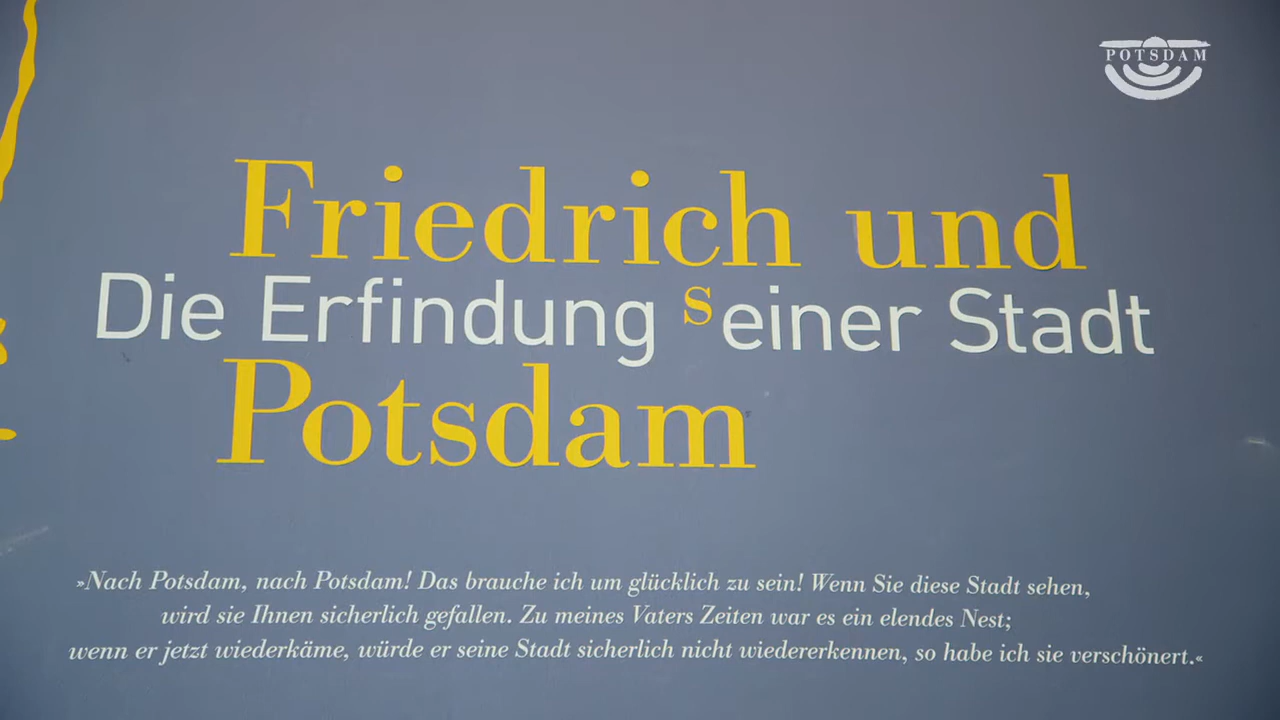 POTSDAM
Friedrich und
Die Erfindung seiner Stadt
Potsdam
»Nach Potsdam, nach Potsdam! Das brauche ich um glücklich zu sein! Wenn Sie diese Stadt sehen,
wird sie Ihnen sicherlich gefallen. Zu meines Vaters Zeiten war es ein elendes Nest;
wenn er jetzt wiederkäme, würde er seine Stadt sicherlich nicht wiedererkennen, so habe ich sie verschönert.«